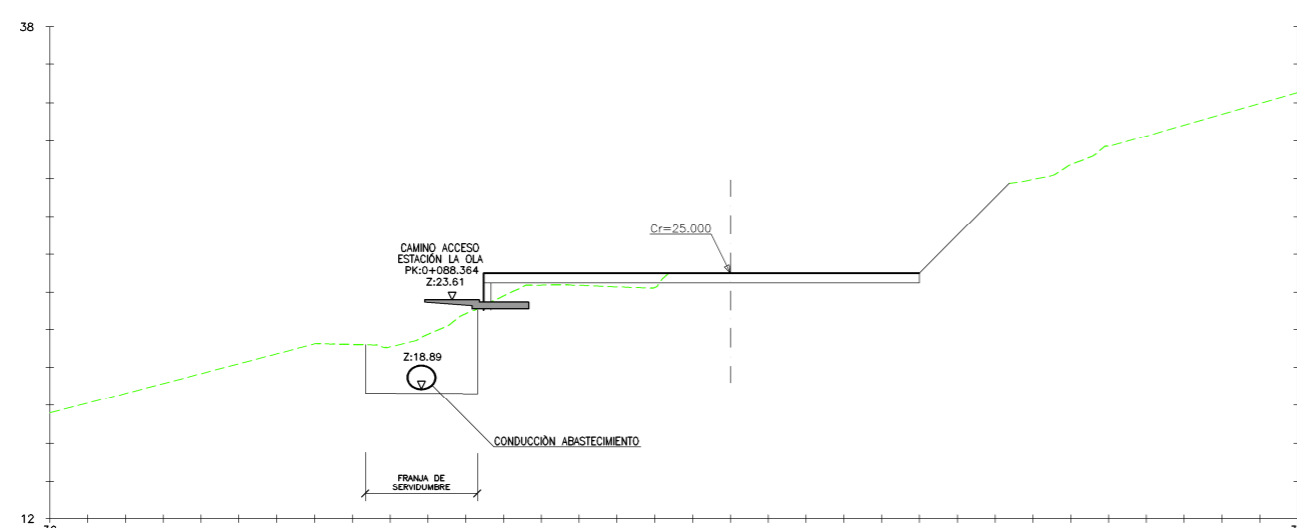 38
Cr=25.000
CAMINO ACCESO
ESTACIÓN LA OLA
PK:0+088.364
Z:23.61
Z:18.89
CONDUCCIÒN ABASTECIMIENTO
FRANJA DE
SERVIDUMBRE
12